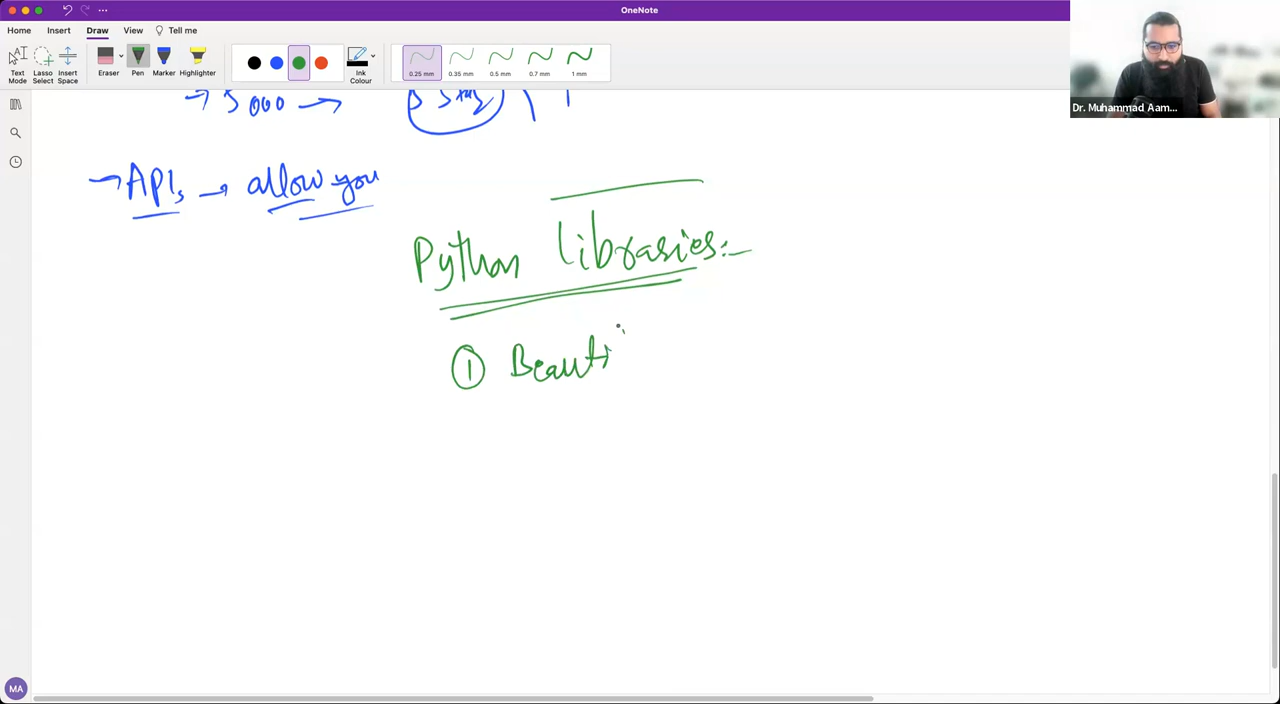 OneNote
Home Insert Draw View Tell me
Text Mode Lasso Select Insert Space Eraser Pen Marker Highlighter Ink Colour 0.25 mm 0.35 mm 0.5 mm 0.7 mm 1 mm
Dr. Muhammad Aam...
→ 5000 →
→ APIs → allow you
Python Libraries:-
① Beauti
MA